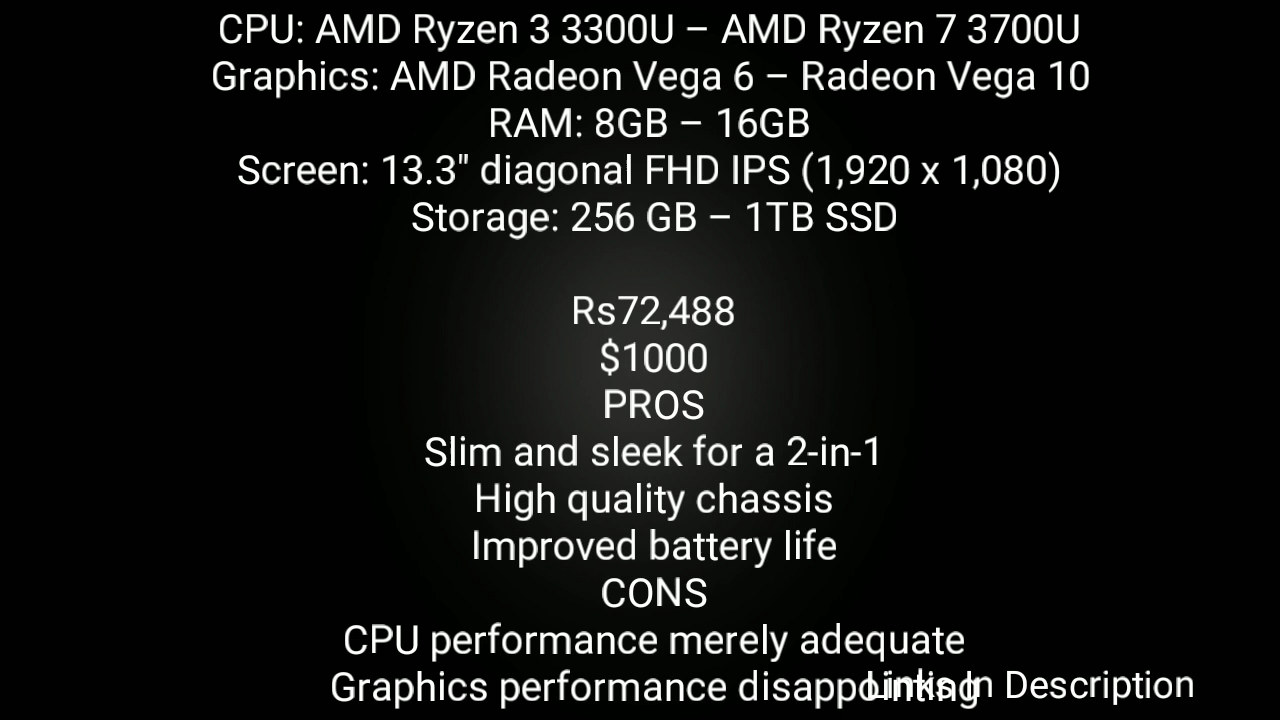 CPU: AMD Ryzen 3 3300U – AMD Ryzen 7 3700U
Graphics: AMD Radeon Vega 6 – Radeon Vega 10
RAM: 8GB – 16GB
Screen: 13.3" diagonal FHD IPS (1,920 x 1,080)
Storage: 256 GB – 1TB SSD
Rs72,488
$1000
PROS
Slim and sleek for a 2-in-1
High quality chassis
Improved battery life
CONS
CPU performance merely adequate
Graphics performance disappointing
Links In Description